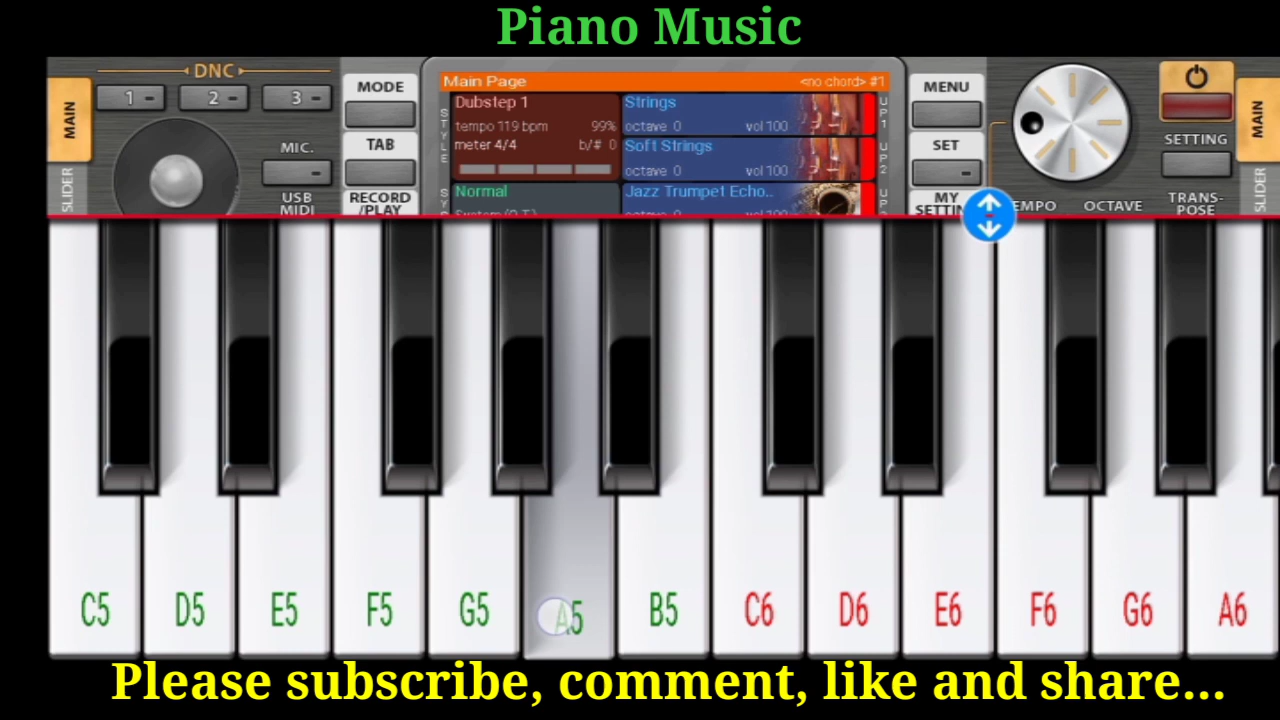 Piano Music
MAIN
SLIDER
DNC
1
2
3
MIC.
USB
MIDI
MODE
TAB
RECORD
/PLAY
Main Page
<no chord> #1
STYLE
Dubstep 1
tempo 119 bpm 99%
meter 4/4 b/# 0
Normal
Strings
octave 0 vol 100
UP1
Soft Strings
octave 0 vol 100
UP2
Jazz Trumpet Echo..
MENU
SET
MY
OCTAVE
SETTING
TRANS-
POSE
MAIN
SLIDER
C5 D5 E5 F5 G5 A5 B5 C6 D6 E6 F6 G6 A6
Please subscribe, comment, like and share...